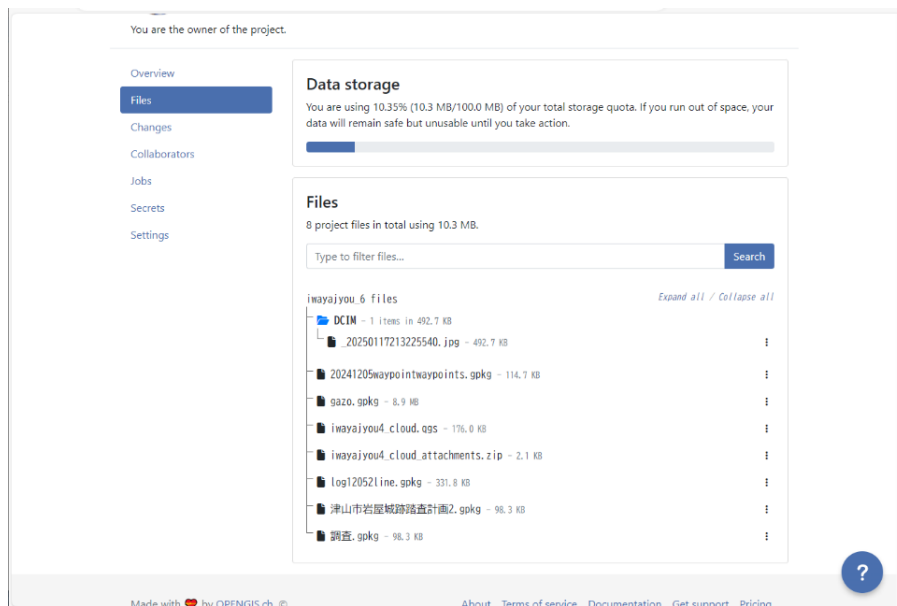 You are the owner of the project.
Overview
Files
Changes
Collaborators
Jobs
Secrets
Settings
Data storage
You are using 10.35% (10.3 MB/100.0 MB) of your total storage quota. If you run out of space, your
data will remain safe but unusable until you take action.
Files
8 project files in total using 10.3 MB.
Type to filter files...
Search
iwayajyou_6 files
Expand all / Collapse all
DCIM - 1 items in 492.7 KB
_20250117213225540.jpg - 492.7 KB
20241205waypointwaypoints.gpkg - 114.7 KB
gazo.gpkg - 8.9 MB
iwayajyou4_cloud.qgs - 176.0 KB
iwayajyou4_cloud_attachments.zip - 2.1 KB
log12052line.gpkg - 331.8 KB
津山市岩屋城跡踏査計画2.gpkg - 98.3 KB
調査.gpkg - 98.3 KB
?
Made with ❤ by OPENGIS.ch ©
About Terms of service Documentation Get support Pricing